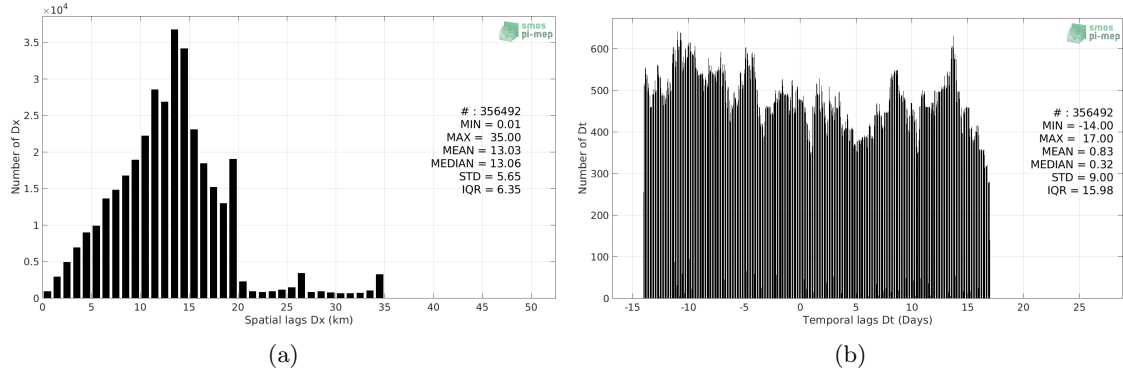 ×10⁴
3.5
3
2.5
2
1.5
1
0.5
0
0 5 10 15 20 25 30 35 40 45 50
Number of Dx
Spatial lags Dx (km)
smos
pi-mep
# : 356492
MIN = 0.01
MAX = 35.00
MEAN = 13.03
MEDIAN = 13.06
STD = 5.65
IQR = 6.35
(a)
600
500
400
300
200
100
0
-15 -10 -5 0 5 10 15 20 25
Number of Dt
Temporal lags Dt (Days)
smos
pi-mep
# : 356492
MIN = -14.00
MAX = 17.00
MEAN = 0.83
MEDIAN = 0.32
STD = 9.00
IQR = 15.98
(b)